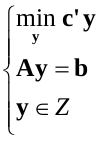 min c'y
y
Ay = b
y ∈ Z